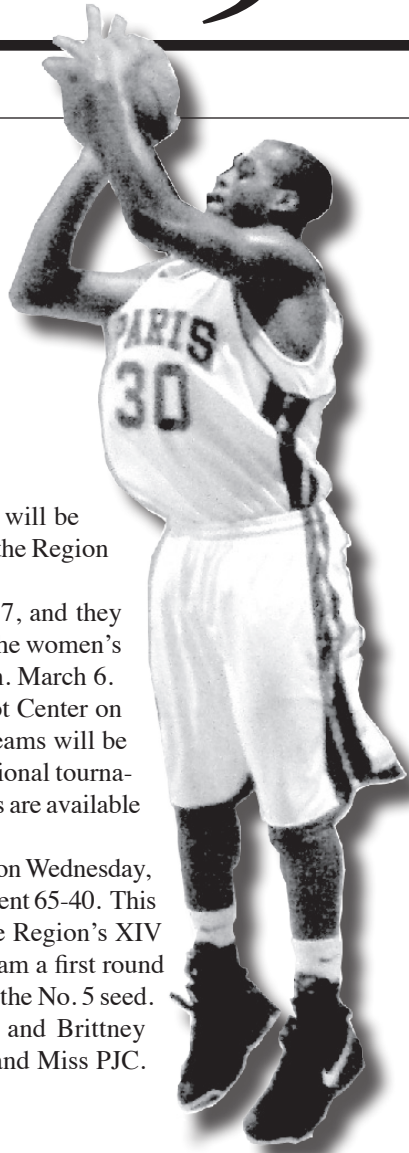 PARIS
30
will be
the Region
7, and they
he women's
n. March 6.
ot Center on
eams will be
ional tourna-
s are available
on Wednesday,
ent 65-40. This
e Region's XIV
am a first round
the No. 5 seed.
and Brittney
and Miss PJC.